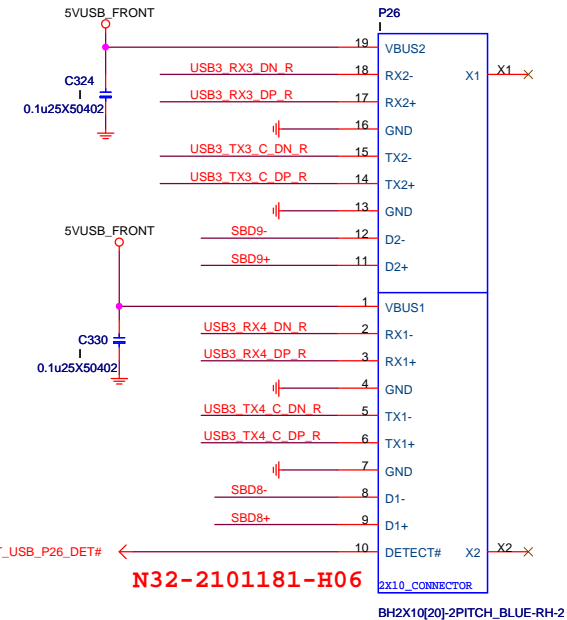 5VUSB_FRONT
P26
19 VBUS2
C324
0.1u25X50402
USB3_RX3_DN_R 18 RX2- X1 X1
USB3_RX3_DP_R 17 RX2+
16 GND
USB3_TX3_C_DN_R 15 TX2-
USB3_TX3_C_DP_R 14 TX2+
13 GND
5VUSB_FRONT
SBD9- 12 D2-
SBD9+ 11 D2+
1 VBUS1
C330
0.1u25X50402
USB3_RX4_DN_R 2 RX1-
USB3_RX4_DP_R 3 RX1+
4 GND
USB3_TX4_C_DN_R 5 TX1-
USB3_TX4_C_DP_R 6 TX1+
7 GND
SBD8- 8 D1-
SBD8+ 9 D1+
T_USB_P26_DET# 10 DETECT# X2 X2
N32-2101181-H06
2X10_CONNECTOR
BH2X10[20]-2PITCH_BLUE-RH-2